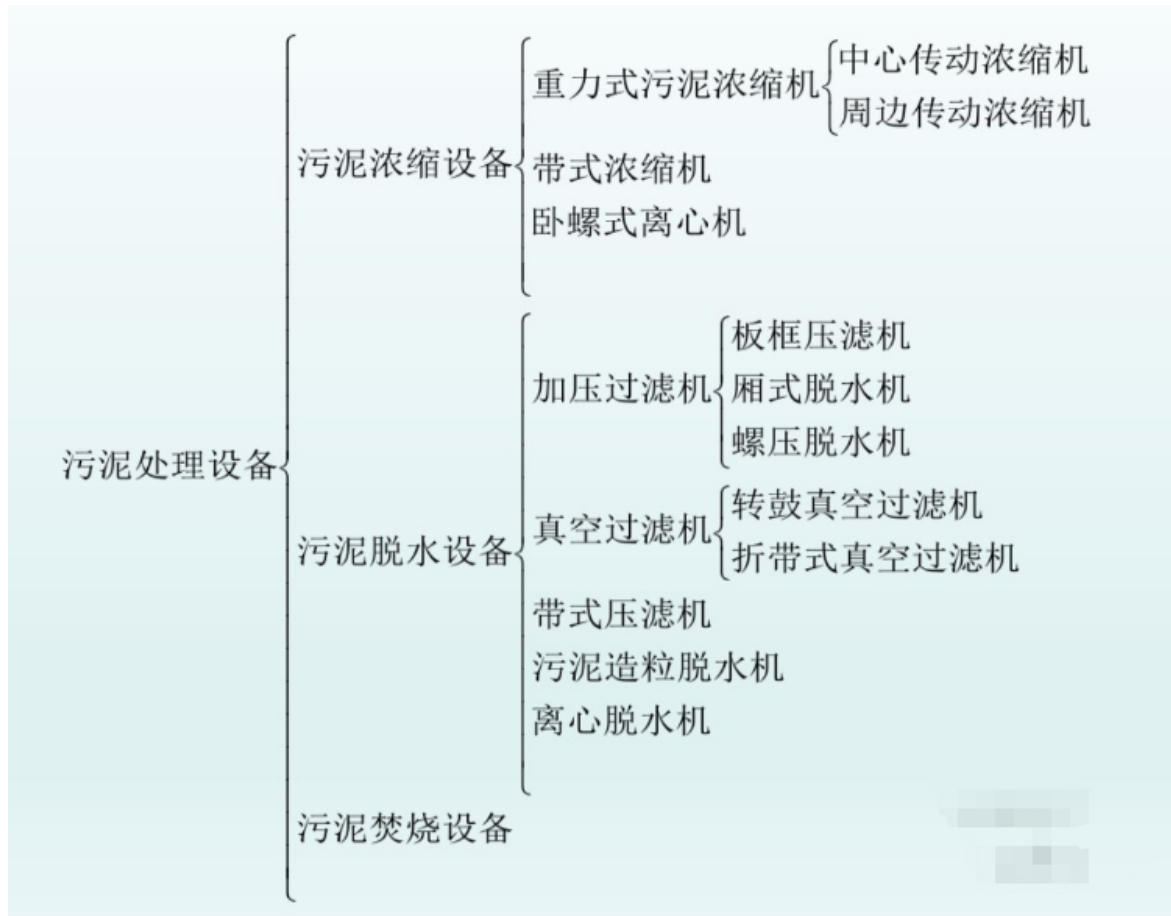 污泥处理设备
污泥浓缩设备
重力式污泥浓缩机
中心传动浓缩机
周边传动浓缩机
带式浓缩机
卧螺式离心机
污泥脱水设备
加压过滤机
板框压滤机
厢式脱水机
螺压脱水机
真空过滤机
转鼓真空过滤机
折带式真空过滤机
带式压滤机
污泥造粒脱水机
离心脱水机
污泥焚烧设备